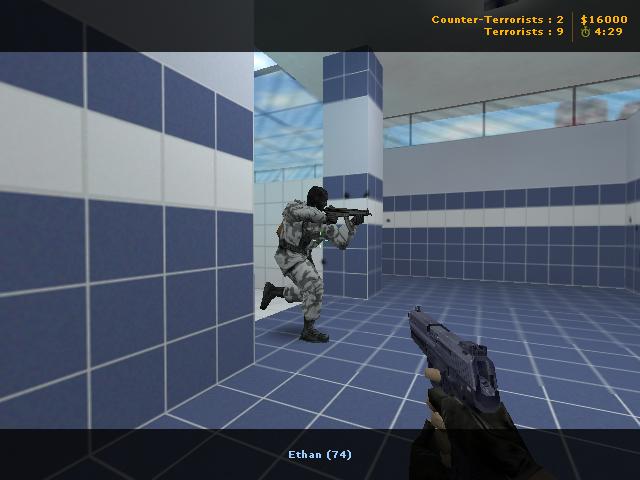 Counter-Terrorists : 2
$16000
Terrorists : 9
4:29
Ethan (74)